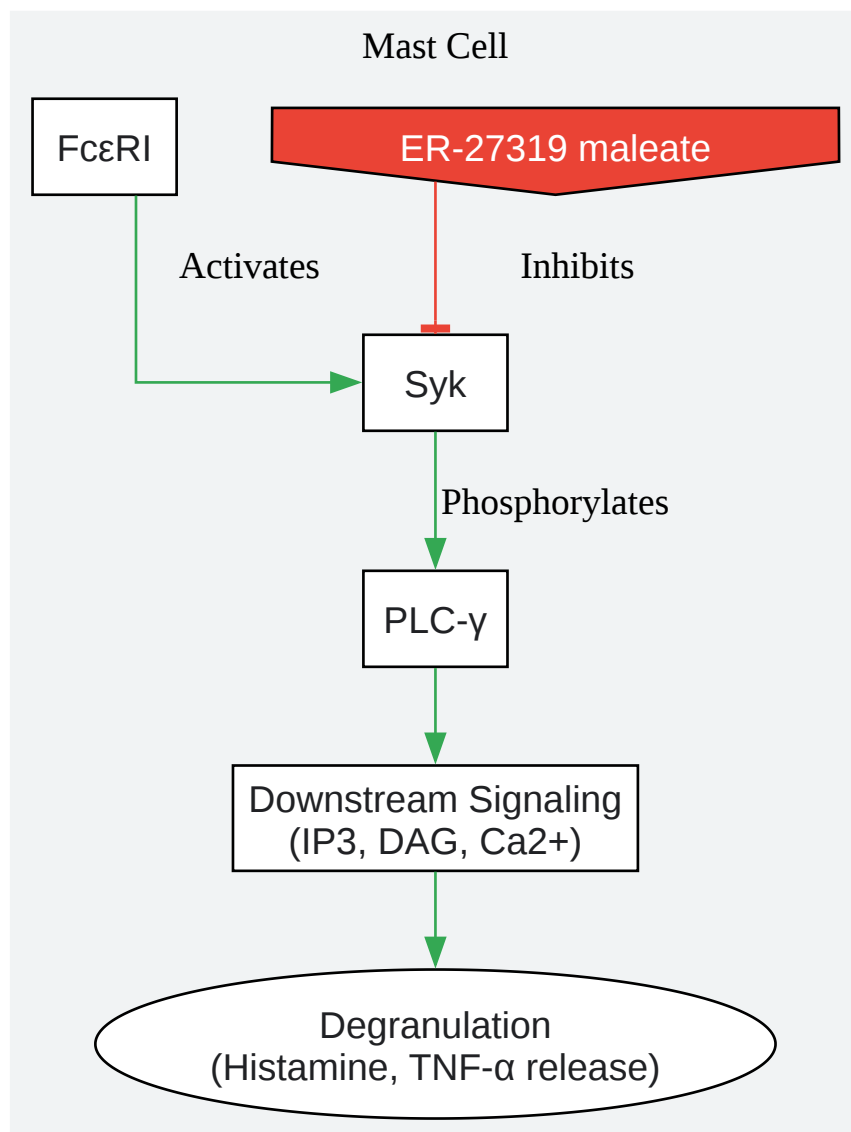 Mast Cell
FcεRI
ER-27319 maleate
Activates
Inhibits
Syk
Phosphorylates
PLC-γ
Downstream Signaling
(IP3, DAG, Ca2+)
Degranulation
(Histamine, TNF-α release)